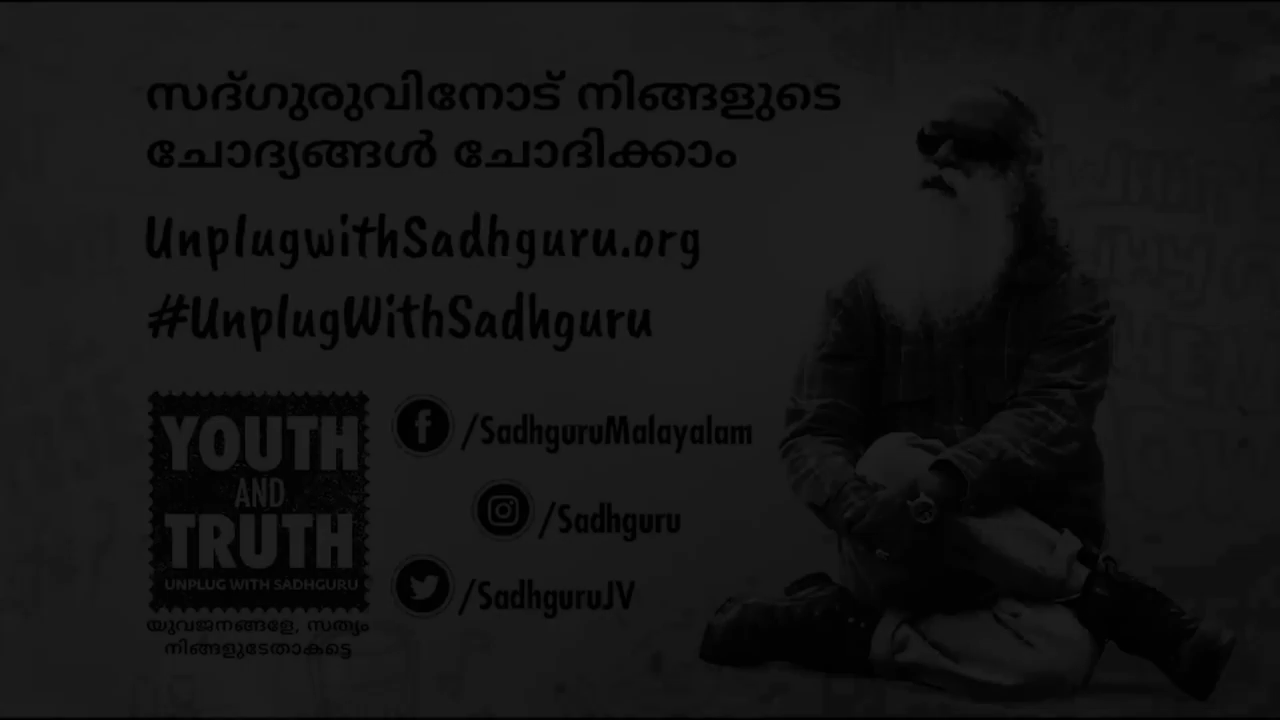 സദ്ഗുരുവിനോട് നിങ്ങളുടെ
ചോദ്യങ്ങൾ ചോദിക്കാം
UnplugwithSadhguru.org
#UnplugWithSadhguru
YOUTH
AND
TRUTH
UNPLUG WITH SADHGURU
യുവജനങ്ങളേ, സത്യം
നിങ്ങളുടേതാകട്ടെ
/SadhguruMalayalam
/Sadhguru
/SadhguruJV